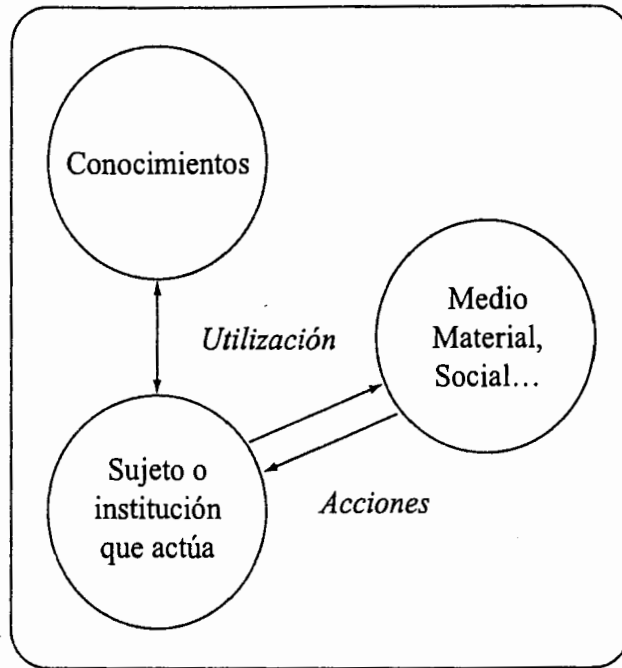 Conocimientos
Utilización
Medio
Material,
Social...
Sujeto o
institución
que actúa
Acciones